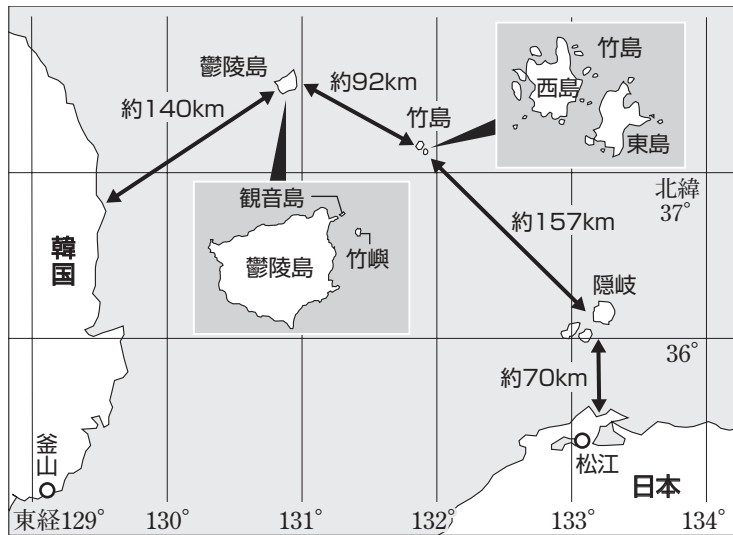 鬱陵島
約140km
約92km
竹島
竹島
西島
東島
北緯
37°
観音島
竹嶼
鬱陵島
韓国
約157km
隠岐
36°
約70km
釜山
松江
日本
東経129°
130°
131°
132°
133°
134°